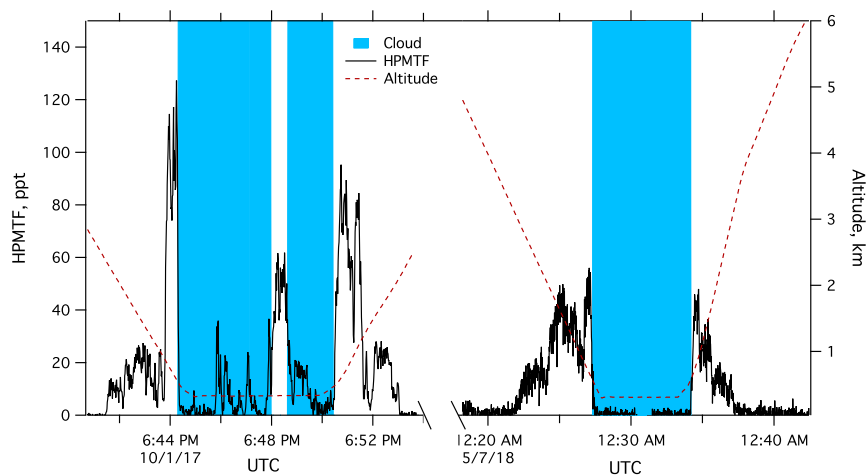 Cloud
HPMTF
Altitude
HPMTF, ppt
140
120
100
80
60
40
20
0
6
5
4
3
2
1
Altitude, km
6:44 PM
6:48 PM
6:52 PM
10/1/17
UTC
12:20 AM
12:30 AM
12:40 AM
5/7/18
UTC